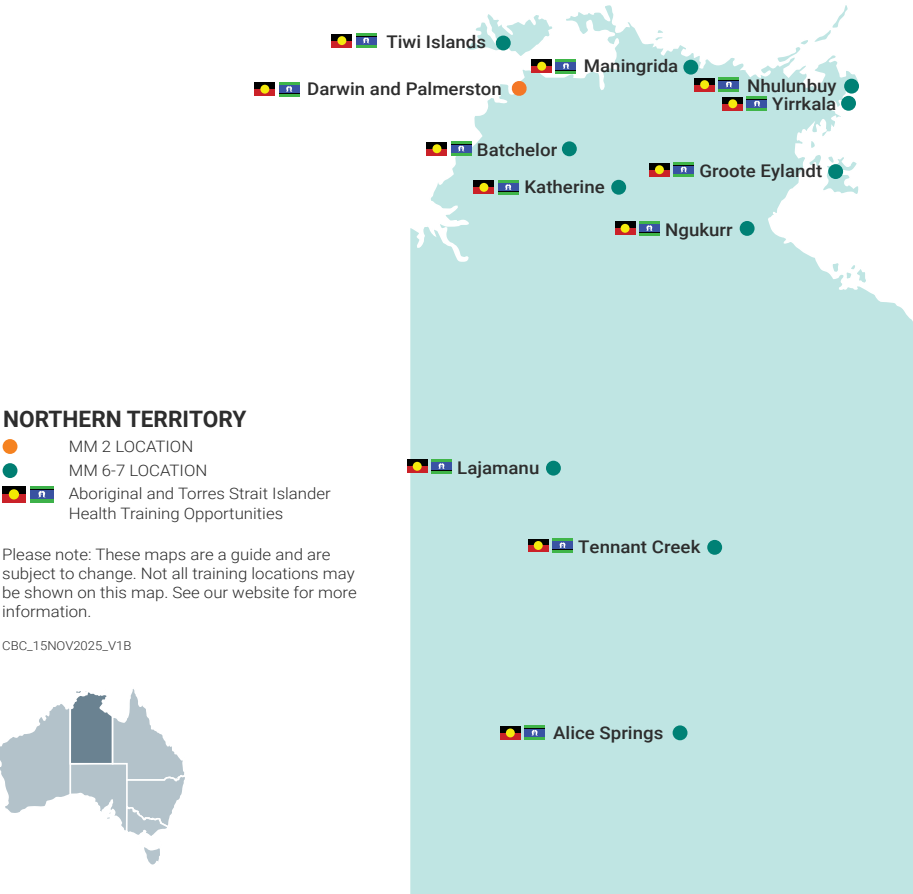 Tiwi Islands
Maningrida
Nhulunbuy
Darwin and Palmerston
Yirrkala
Batchelor
Groote Eylandt
Katherine
Ngukurr
NORTHERN TERRITORY
MM 2 LOCATION
MM 6-7 LOCATION
Aboriginal and Torres Strait Islander
Health Training Opportunities
Lajamanu
Tennant Creek
Please note: These maps are a guide and are
subject to change. Not all training locations may
be shown on this map. See our website for more
information.
CBC_15NOV2025_V1B
Alice Springs